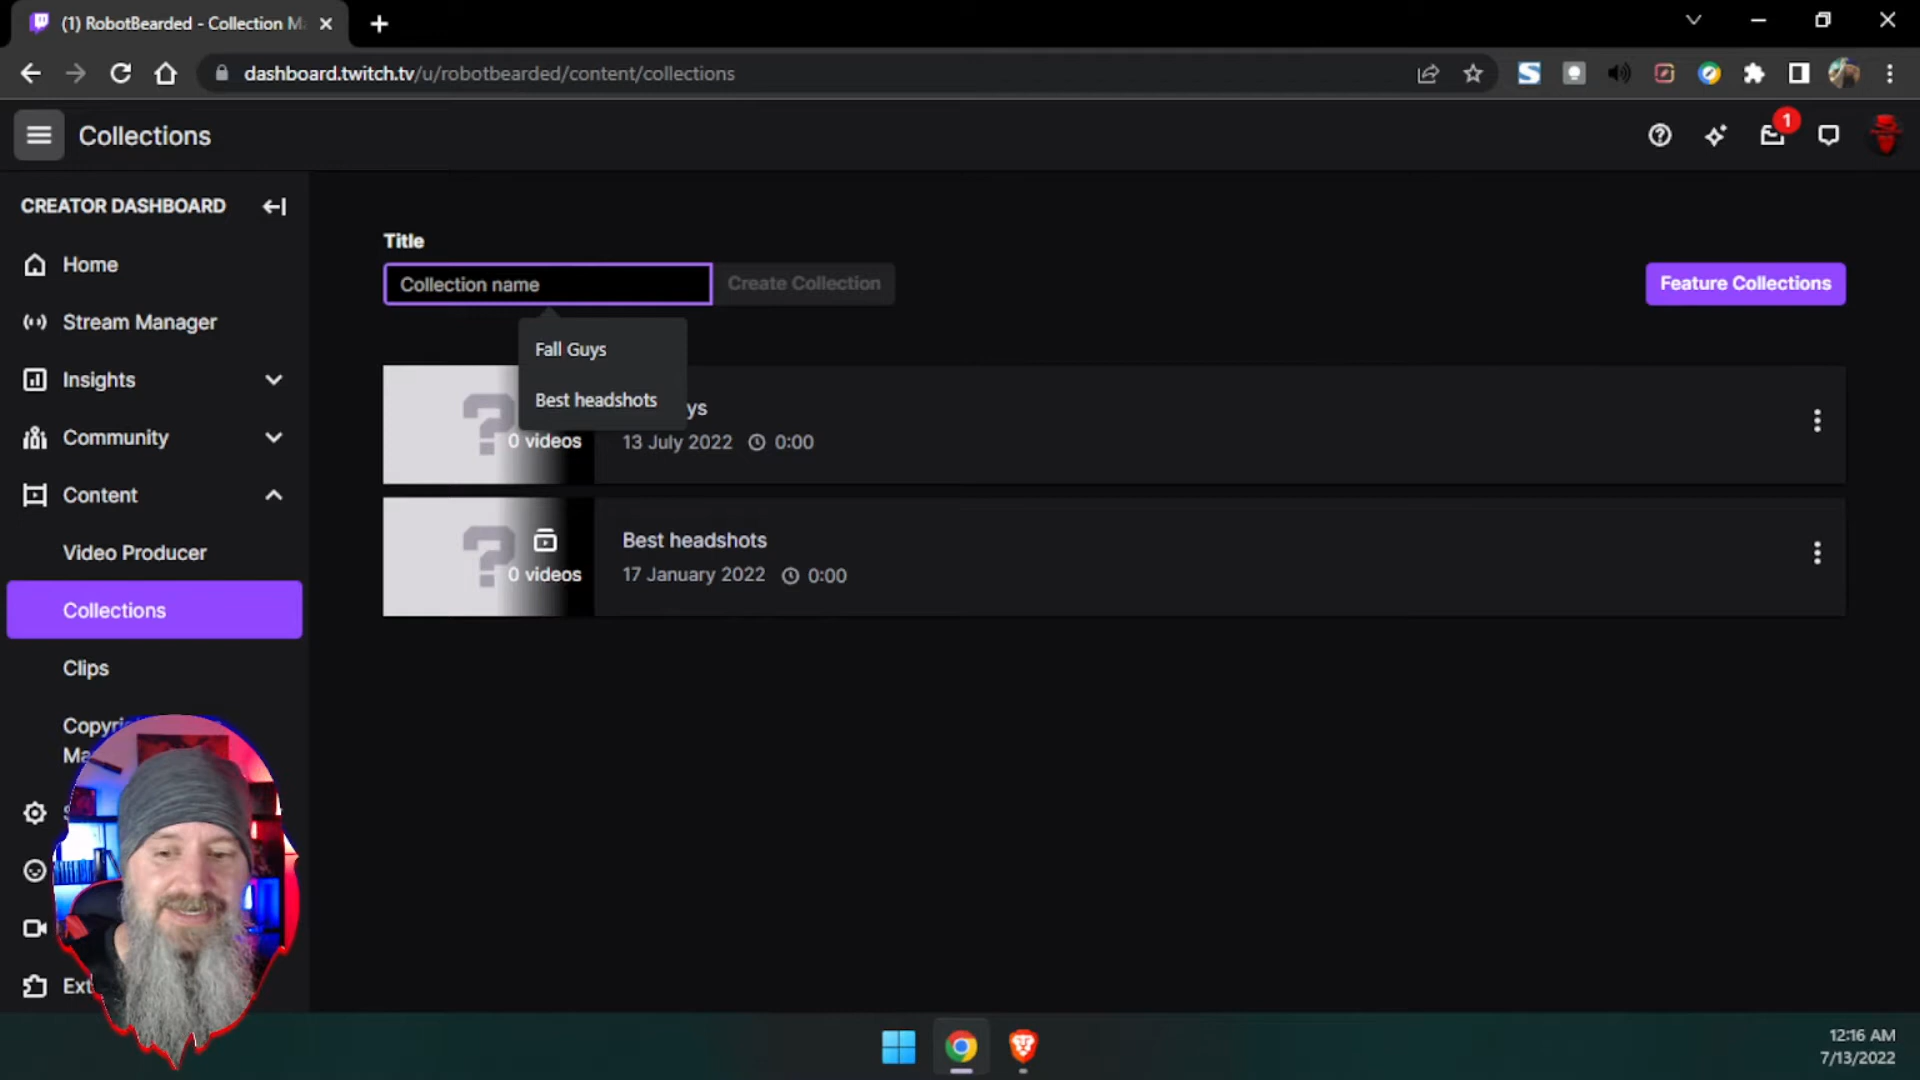 (1) RobotBearded - Collection M
dashboard.twitch.tv/u/robotbearded/content/collections
Collections
1
CREATOR DASHBOARD
Home
Stream Manager
Insights
Community
Content
Video Producer
Collections
Clips
Copyri
Ma
S
Ext
Title
Collection name
Create Collection
Feature Collections
Fall Guys
Best headshots
ys
0 videos
13 July 2022 0:00
Best headshots
0 videos
17 January 2022 0:00
12:16 AM
7/13/2022